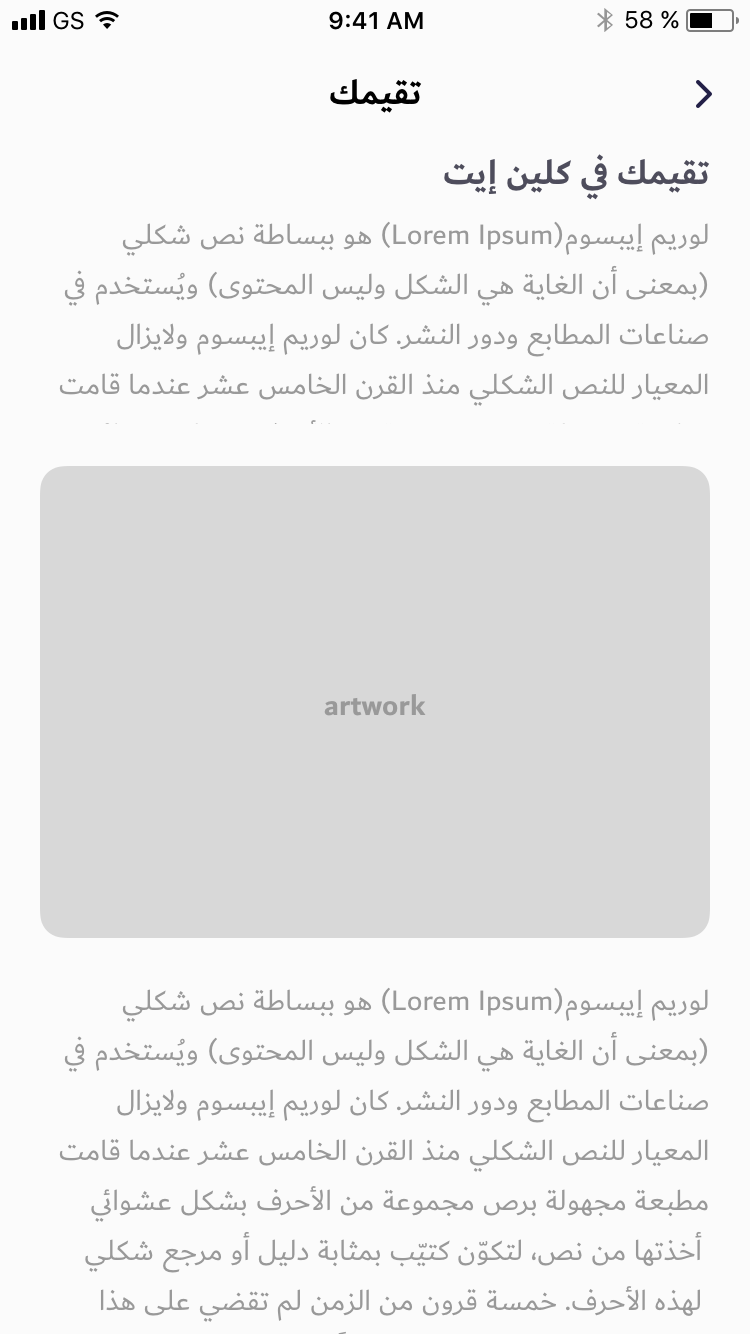 GS 9:41 AM 58 %
تقيمك
تقيمك في كلين إيت
لوريم إيبسوم(Lorem Ipsum) هو ببساطة نص شكلي
(بمعنى أن الغاية هي الشكل وليس المحتوى) ويُستخدم في
صناعات المطابع ودور النشر. كان لوريم إيبسوم ولايزال
المعيار للنص الشكلي منذ القرن الخامس عشر عندما قامت
artwork
لوريم إيبسوم(Lorem Ipsum) هو ببساطة نص شكلي
(بمعنى أن الغاية هي الشكل وليس المحتوى) ويُستخدم في
صناعات المطابع ودور النشر. كان لوريم إيبسوم ولايزال
المعيار للنص الشكلي منذ القرن الخامس عشر عندما قامت
مطبعة مجهولة برص مجموعة من الأحرف بشكل عشوائي
أخذتها من نص، لتكوّن كتيّب بمثابة دليل أو مرجع شكلي
لهذه الأحرف. خمسة قرون من الزمن لم تقضي على هذا